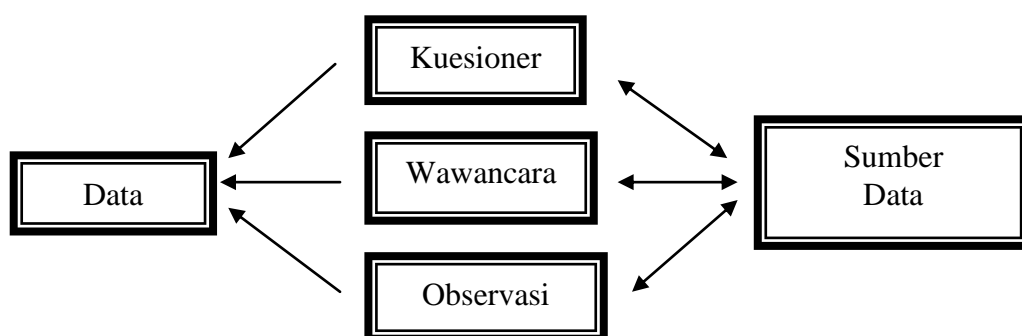 Kuesioner
Wawancara
Observasi
Data
Sumber
Data